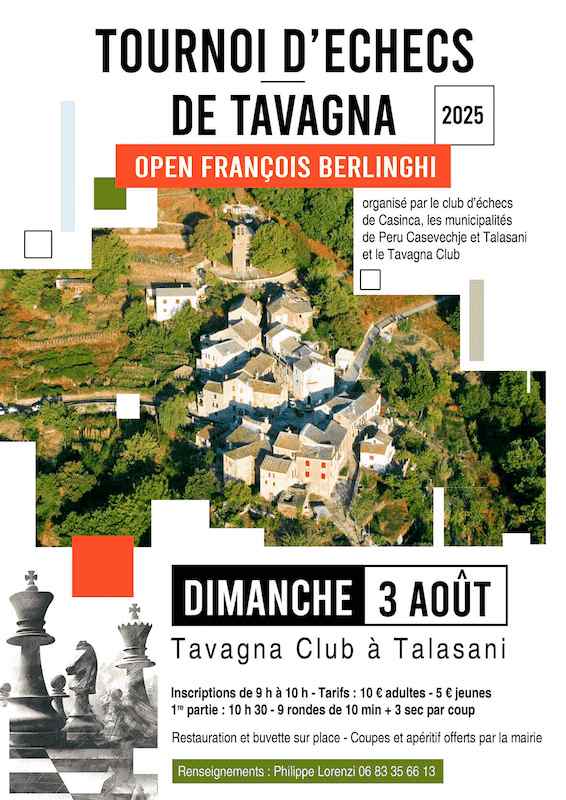 TOURNOI D'ECHECS
DE TAVAGNA
2025
OPEN FRANÇOIS BERLINGHI
organisé par le club d'échecs
de Casinca, les municipalités
de Peru Casevechje et Talasani
et le Tavagna Club
DIMANCHE 3 AOÛT
Tavagna Club à Talasani
Inscriptions de 9 h à 10 h - Tarifs : 10 € adultes - 5 € jeunes
1re partie : 10 h 30 - 9 rondes de 10 min + 3 sec par coup
Restauration et buvette sur place - Coupes et apéritif offerts par la mairie
Renseignements : Philippe Lorenzi 06 83 35 66 13